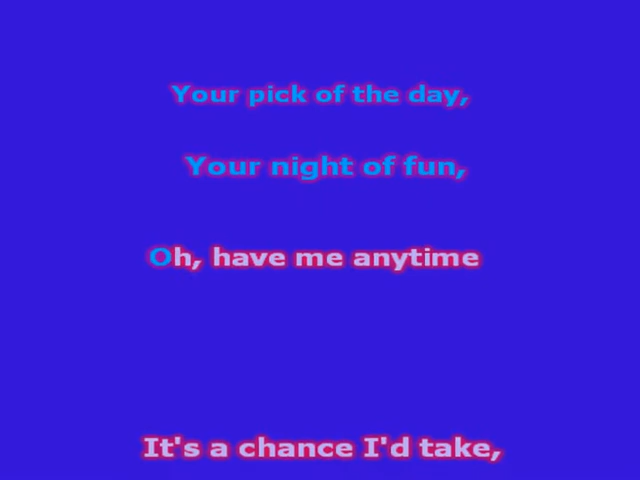 Your pick of the day,
Your night of fun,
Oh, have me anytime
It's a chance I'd take,